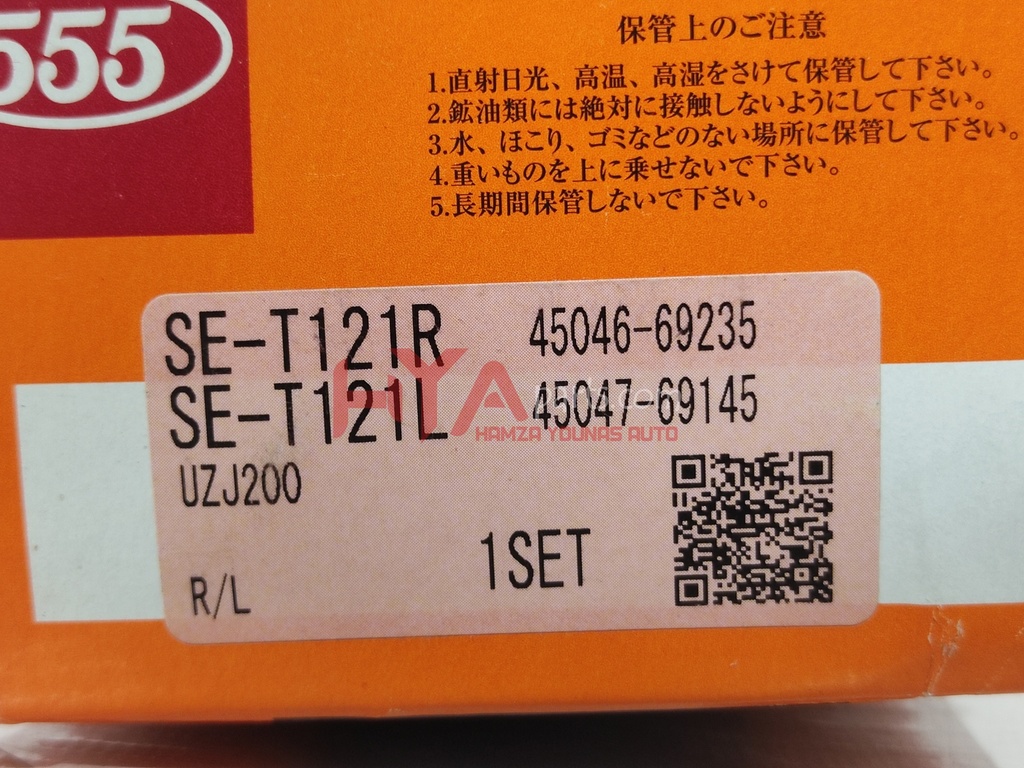 555
保管上のご注意
1.直射日光、高温、高湿をさけて保管して下さい。
2.鉱油類には絶対に接触しないようにして下さい。
3.水、ほこり、ゴミなどのない場所に保管して下さい。
4.重いものを上に乗せないで下さい。
5.長期間保管しないで下さい。
SE-T121R 45046-69235
SE-T121L 45047-69145
HYA
HAMZA YOUNAS AUTO
UZJ200
1SET
R/L